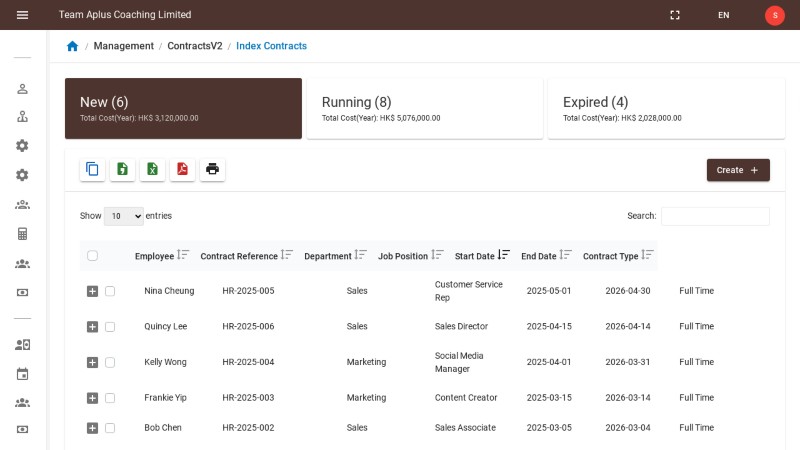 Team Aplus Coaching Limited
EN
S
/ Management / ContractsV2 / Index Contracts
New (6)
Total Cost(Year): HK$ 3,120,000.00
Running (8)
Total Cost(Year): HK$ 5,076,000.00
Expired (4)
Total Cost(Year): HK$ 2,028,000.00
Create +
Show 10 entries
Search:
Employee Contract Reference Department Job Position Start Date End Date Contract Type
Nina Cheung HR-2025-005 Sales Customer Service Rep 2025-05-01 2026-04-30 Full Time
Quincy Lee HR-2025-006 Sales Sales Director 2025-04-15 2026-04-14 Full Time
Kelly Wong HR-2025-004 Marketing Social Media Manager 2025-04-01 2026-03-31 Full Time
Frankie Yip HR-2025-003 Marketing Content Creator 2025-03-15 2026-03-14 Full Time
Bob Chen HR-2025-002 Sales Sales Associate 2025-03-05 2026-03-04 Full Time